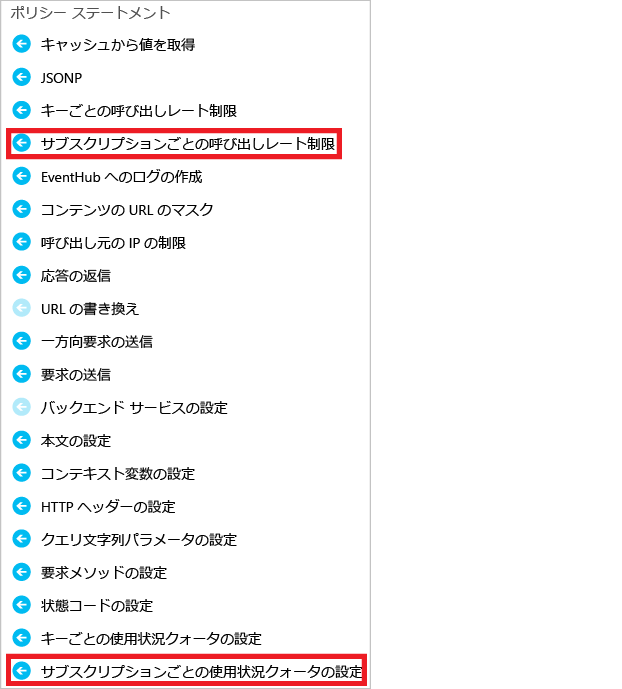 ポリシー ステートメント
キャッシュから値を取得
JSONP
キーごとの呼び出しレート制限
サブスクリプションごとの呼び出しレート制限
EventHub へのログの作成
コンテンツの URL のマスク
呼び出し元の IP の制限
応答の返信
URL の書き換え
一方向要求の送信
要求の送信
バックエンド サービスの設定
本文の設定
コンテキスト変数の設定
HTTP ヘッダーの設定
クエリ文字列パラメータの設定
要求メソッドの設定
状態コードの設定
キーごとの使用状況クォータの設定
サブスクリプションごとの使用状況クォータの設定